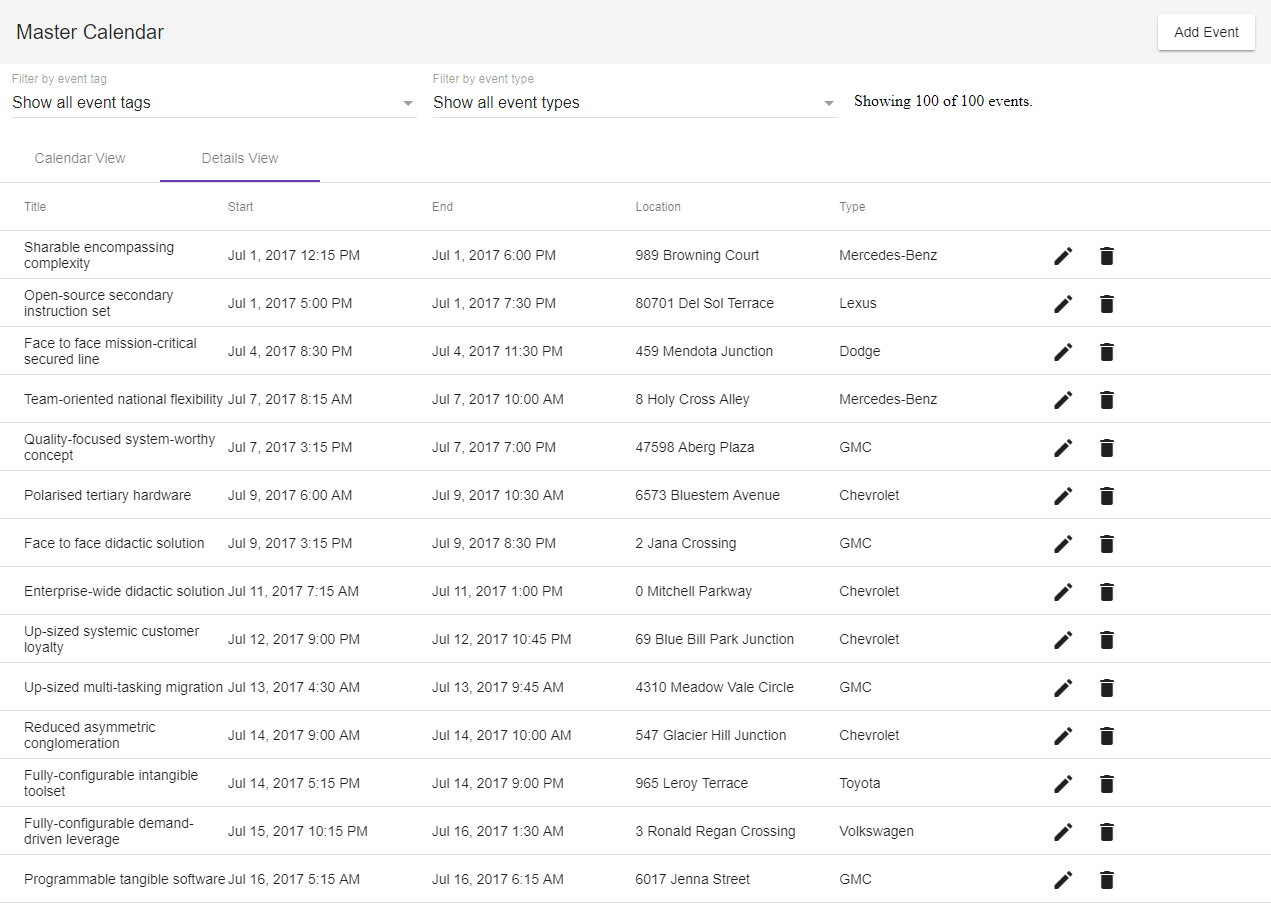 Master Calendar
Add Event
Filter by event tag
Filter by event type
Show all event tags
Show all event types
Showing 100 of 100 events.
Calendar View
Details View
Title Start End Location Type
Sharable encompassing
complexity
Jul 1, 2017 12:15 PM Jul 1, 2017 6:00 PM 989 Browning Court Mercedes-Benz
Open-source secondary
instruction set
Jul 1, 2017 5:00 PM Jul 1, 2017 7:30 PM 80701 Del Sol Terrace Lexus
Face to face mission-critical
secured line
Jul 4, 2017 8:30 PM Jul 4, 2017 11:30 PM 459 Mendota Junction Dodge
Team-oriented national flexibility Jul 7, 2017 8:15 AM Jul 7, 2017 10:00 AM 8 Holy Cross Alley Mercedes-Benz
Quality-focused system-worthy
concept
Jul 7, 2017 3:15 PM Jul 7, 2017 7:00 PM 47598 Aberg Plaza GMC
Polarised tertiary hardware Jul 9, 2017 6:00 AM Jul 9, 2017 10:30 AM 6573 Bluestem Avenue Chevrolet
Face to face didactic solution Jul 9, 2017 3:15 PM Jul 9, 2017 8:30 PM 2 Jana Crossing GMC
Enterprise-wide didactic solution Jul 11, 2017 7:15 AM Jul 11, 2017 1:00 PM 0 Mitchell Parkway Chevrolet
Up-sized systemic customer
loyalty
Jul 12, 2017 9:00 PM Jul 12, 2017 10:45 PM 69 Blue Bill Park Junction Chevrolet
Up-sized multi-tasking migration Jul 13, 2017 4:30 AM Jul 13, 2017 9:45 AM 4310 Meadow Vale Circle GMC
Reduced asymmetric
conglomeration
Jul 14, 2017 9:00 AM Jul 14, 2017 10:00 AM 547 Glacier Hill Junction Chevrolet
Fully-configurable intangible
toolset
Jul 14, 2017 5:15 PM Jul 14, 2017 9:00 PM 965 Leroy Terrace Toyota
Fully-configurable demand-
driven leverage
Jul 15, 2017 10:15 PM Jul 16, 2017 1:30 AM 3 Ronald Regan Crossing Volkswagen
Programmable tangible software Jul 16, 2017 5:15 AM Jul 16, 2017 6:15 AM 6017 Jenna Street GMC